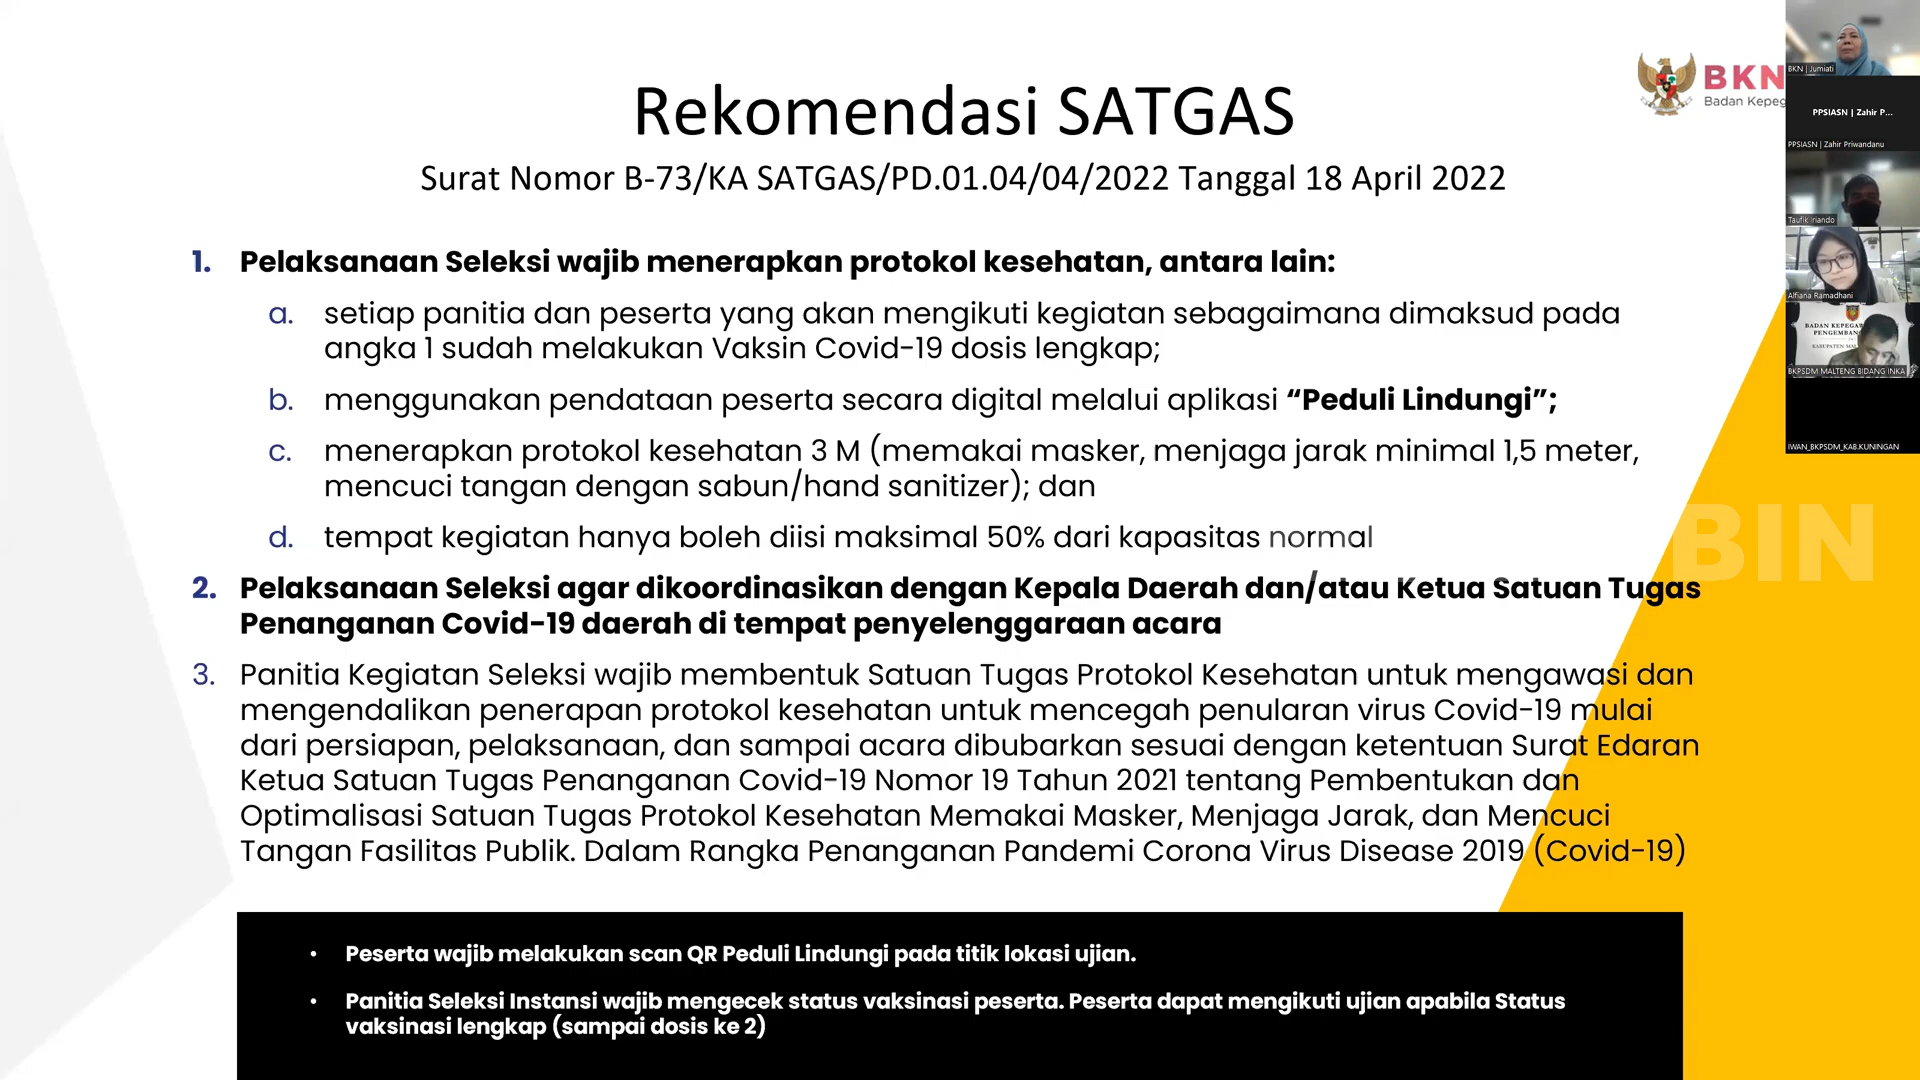 Rekomendasi SATGAS
Surat Nomor B-73/KA SATGAS/PD.01.04/04/2022 Tanggal 18 April 2022
BKN
Badan Kepeg
1. Pelaksanaan Seleksi wajib menerapkan protokol kesehatan, antara lain:
a. setiap panitia dan peserta yang akan mengikuti kegiatan sebagaimana dimaksud pada
angka 1 sudah melakukan Vaksin Covid-19 dosis lengkap;
b. menggunakan pendataan peserta secara digital melalui aplikasi “Peduli Lindungi”;
c. menerapkan protokol kesehatan 3 M (memakai masker, menjaga jarak minimal 1,5 meter,
mencuci tangan dengan sabun/hand sanitizer); dan
d. tempat kegiatan hanya boleh diisi maksimal 50% dari kapasitas normal
2. Pelaksanaan Seleksi agar dikoordinasikan dengan Kepala Daerah dan/atau Ketua Satuan Tugas
Penanganan Covid-19 daerah di tempat penyelenggaraan acara
3. Panitia Kegiatan Seleksi wajib membentuk Satuan Tugas Protokol Kesehatan untuk mengawasi dan
mengendalikan penerapan protokol kesehatan untuk mencegah penularan virus Covid-19 mulai
dari persiapan, pelaksanaan, dan sampai acara dibubarkan sesuai dengan ketentuan Surat Edaran
Ketua Satuan Tugas Penanganan Covid-19 Nomor 19 Tahun 2021 tentang Pembentukan dan
Optimalisasi Satuan Tugas Protokol Kesehatan Memakai Masker, Menjaga Jarak, dan Mencuci
Tangan Fasilitas Publik. Dalam Rangka Penanganan Pandemi Corona Virus Disease 2019 (Covid-19)
• Peserta wajib melakukan scan QR Peduli Lindungi pada titik lokasi ujian.
• Panitia Seleksi Instansi wajib mengecek status vaksinasi peserta. Peserta dapat mengikuti ujian apabila Status
vaksinasi lengkap (sampai dosis ke 2)
BKN | Jumiati
PPSIASN | Zahir P...
PPSIASN | Zahir Priwandanu
Taufik Iriando
Alfiana Ramadhani
BADAN KEPEGA
PENGEMBAN
KABUPATEN MA
BKPSDM MALTENG BIDANG INKA
IWAN_BKPSDM_KAB.KUNINGAN
BIN